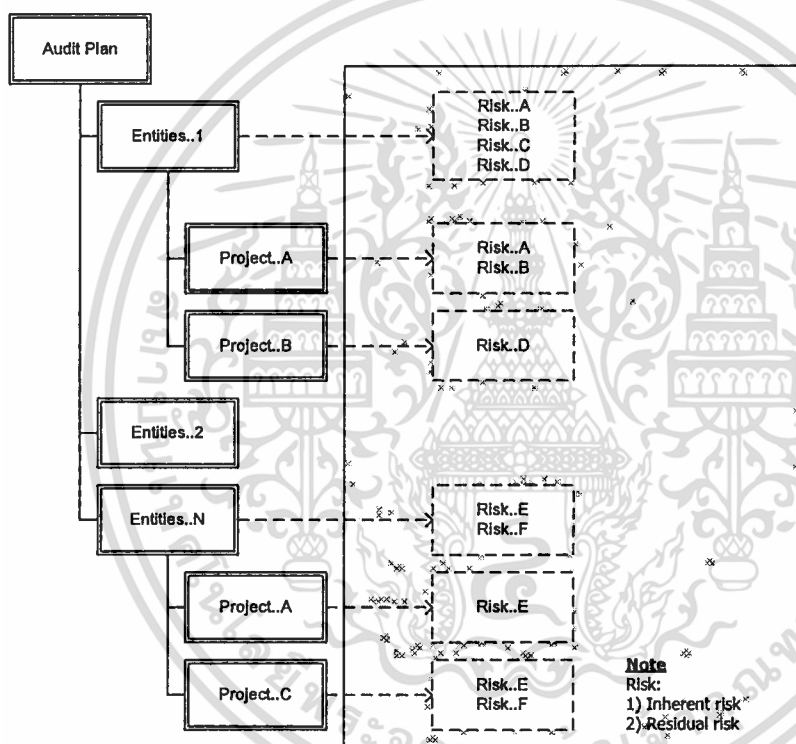 Audit Plan
Entities..1
Risk..A
Risk..B
Risk..C
Risk..D
Project..A
Risk..A
Risk..B
Project..B
Risk..D
Entities..2
Entities..N
Risk..E
Risk..F
Project..A
Risk..E
Project..C
Risk..E
Risk..F
Note
Risk:
1) Inherent risk
2) Residual risk